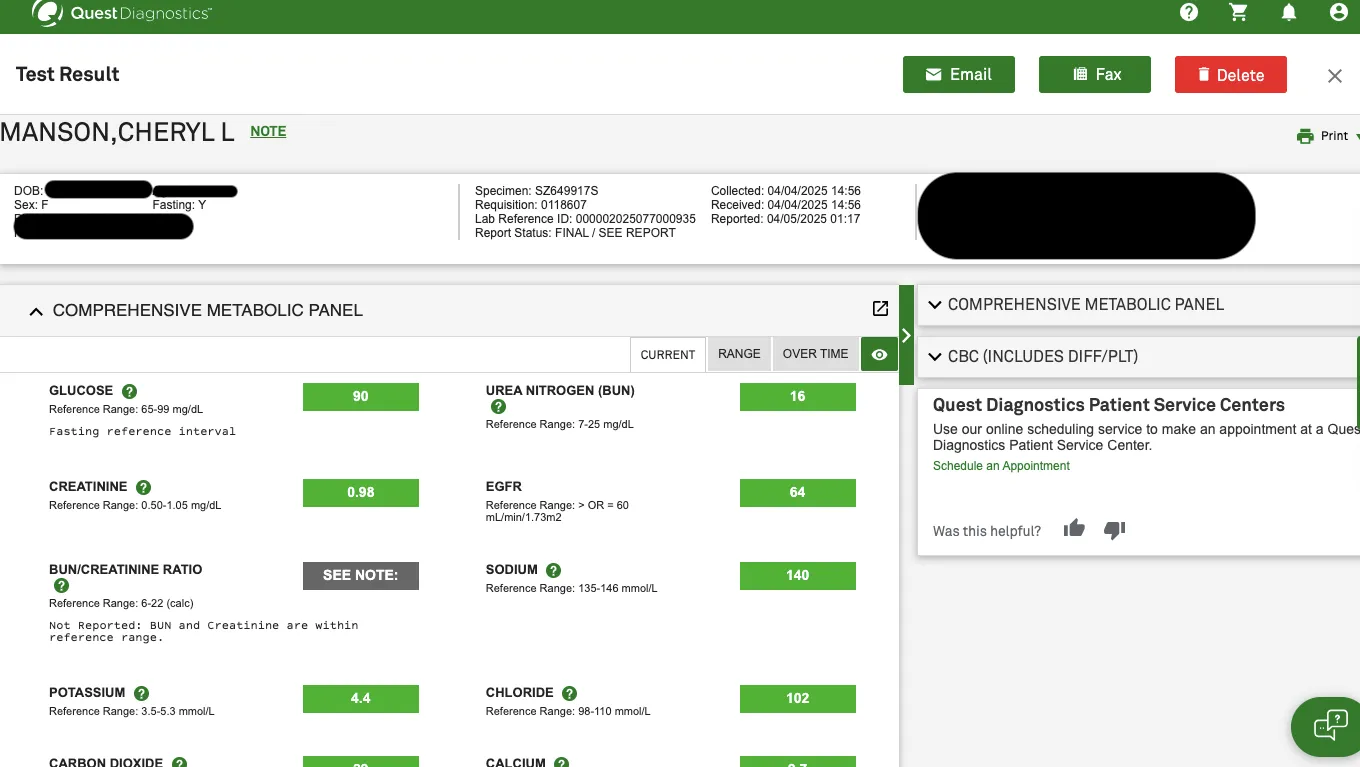 QuestDiagnostics™
Test Result
Email
Fax
Delete
MANSON,CHERYL L NOTE
Print
DOB:
Sex: F
Fasting: Y
Specimen: SZ649917S
Requisition: 0118607
Lab Reference ID: 000002025077000935
Report Status: FINAL / SEE REPORT
Collected: 04/04/2025 14:56
Received: 04/04/2025 14:56
Reported: 04/05/2025 01:17
COMPREHENSIVE METABOLIC PANEL
CURRENT RANGE OVER TIME
GLUCOSE ?
90
Reference Range: 65-99 mg/dL
Fasting reference interval
UREA NITROGEN (BUN)
?
16
Reference Range: 7-25 mg/dL
CREATININE ?
0.98
Reference Range: 0.50-1.05 mg/dL
EGFR
64
Reference Range: > OR = 60
mL/min/1.73m2
BUN/CREATININE RATIO
?
SEE NOTE:
Reference Range: 6-22 (calc)
Not Reported: BUN and Creatinine are within
reference range.
SODIUM ?
140
Reference Range: 135-146 mmol/L
POTASSIUM ?
4.4
Reference Range: 3.5-5.3 mmol/L
CHLORIDE ?
102
Reference Range: 98-110 mmol/L
CARBON DIOXIDE ?
CALCIUM ?
COMPREHENSIVE METABOLIC PANEL
CBC (INCLUDES DIFF/PLT)
Quest Diagnostics Patient Service Centers
Use our online scheduling service to make an appointment at a Ques
Diagnostics Patient Service Center.
Schedule an Appointment
Was this helpful?